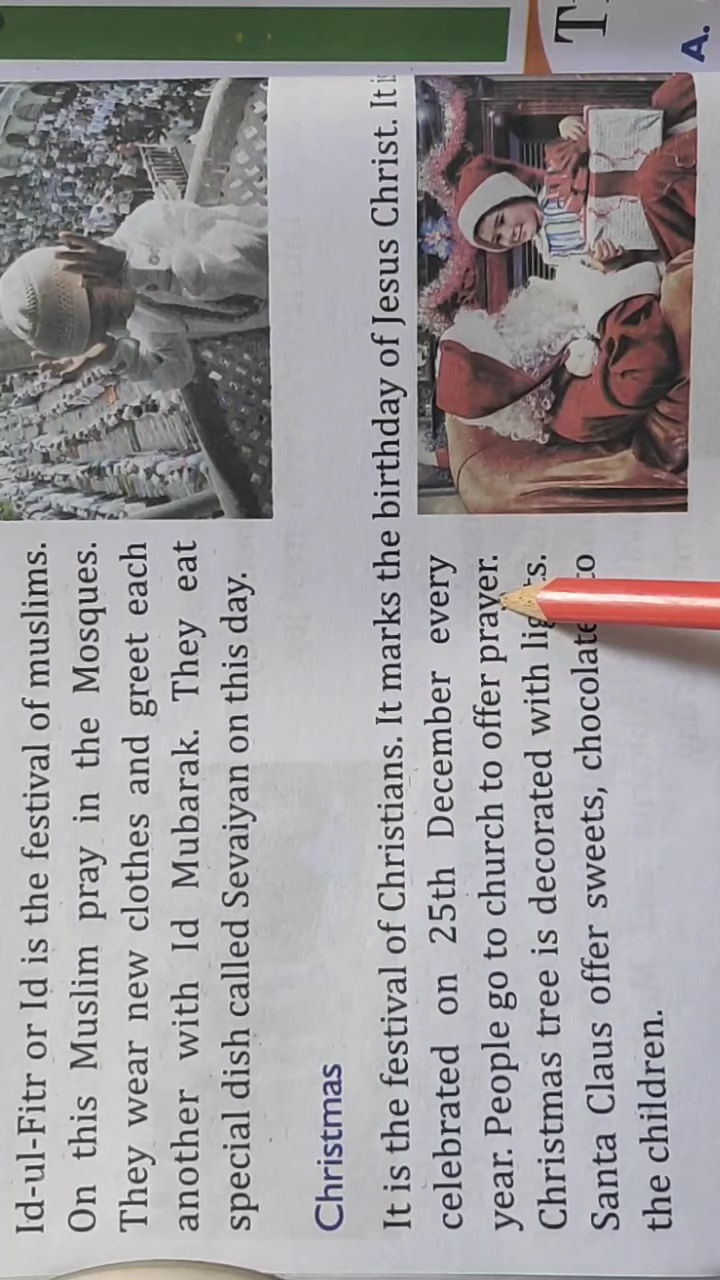 Id-ul-Fitr or Id is the festival of muslims.
On this Muslim pray in the Mosques.
They wear new clothes and greet each
another with Id Mubarak. They eat
special dish called Sevaiyan on this day.
Christmas
It is the festival of Christians. It marks the birthday of Jesus Christ. It
celebrated on 25th December every
year. People go to church to offer prayer.
Christmas tree is decorated with
Santa Claus offer sweets, chocolate to
the children.
A.